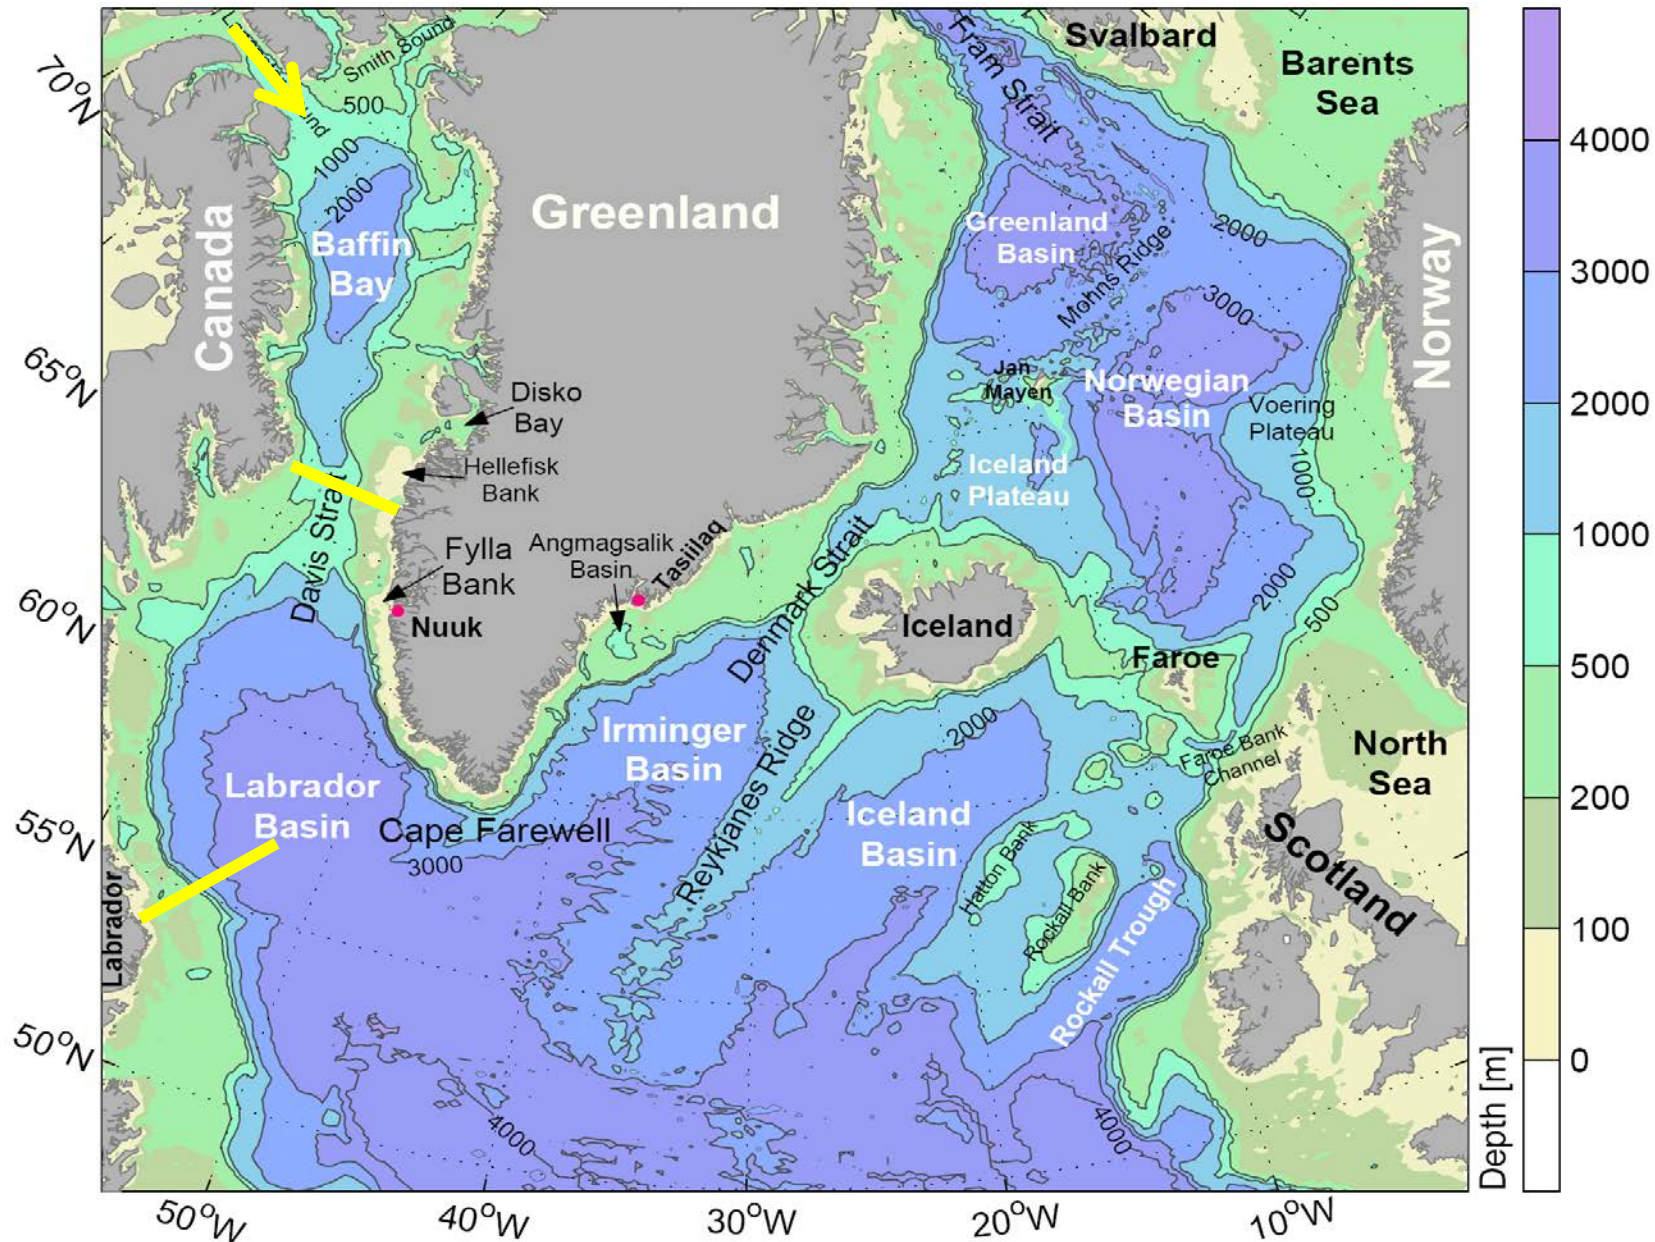 70°N
65°N
60°N
55°N
50°N
50°W
40°W
30°W
20°W
10°W
Smith Sound
und
500
1000
2000
Baffin
Bay
Canada
Greenland
Disko
Bay
Hellefisk
Bank
Davis Strait
Fylla
Bank
Nuuk
Angmagsalik
Basin
Tasiilaq
Denmark Strait
Fram Strait
Svalbard
Barents
Sea
Greenland
Basin
Mohns Ridge
2000
3000
Jan
Mayen
Norwegian
Basin
Voering
Plateau
1000
Norway
Iceland
Plateau
Iceland
2000
500
Faroe
Faroe Bank
Channel
North
Sea
Scotland
Labrador
Basin
Labrador
Cape Farewell
3000
Irminger
Basin
Reykjanes Ridge
2000
Iceland
Basin
Hatton Bank
Rockall Bank
Rockall Trough
4000
4000
4000
3000
2000
1000
500
200
100
0
Depth [m]